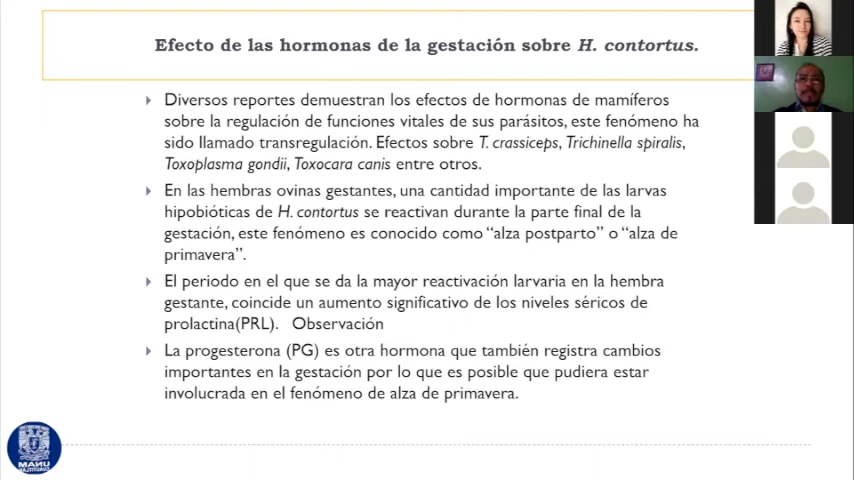 Efecto de las hormonas de la gestación sobre H. contortus.
Diversos reportes demuestran los efectos de hormonas de mamíferos
sobre la regulación de funciones vitales de sus parásitos, este fenómeno ha
sido llamado transregulación. Efectos sobre T. crassiceps, Trichinella spiralis,
Toxoplasma gondii, Toxocara canis entre otros.
En las hembras ovinas gestantes, una cantidad importante de las larvas
hipobióticas de H. contortus se reactivan durante la parte final de la
gestación, este fenómeno es conocido como “alza postparto” o “alza de
primavera”.
El periodo en el que se da la mayor reactivación larvaria en la hembra
gestante, coincide un aumento significativo de los niveles séricos de
prolactina(PRL). Observación
La progesterona (PG) es otra hormona que también registra cambios
importantes en la gestación por lo que es posible que pudiera estar
involucrada en el fenómeno de alza de primavera.